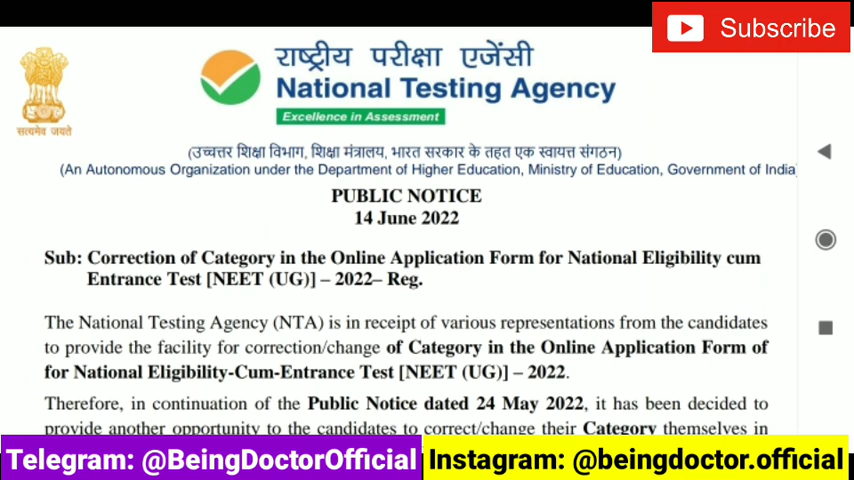 Subscribe
राष्ट्रीय परीक्षा एजेंसी
National Testing Agency
Excellence in Assessment
सत्यमेव जयते
(उच्चतर शिक्षा विभाग, शिक्षा मंत्रालय, भारत सरकार के तहत एक स्वायत्त संगठन)
(An Autonomous Organization under the Department of Higher Education, Ministry of Education, Government of India)
PUBLIC NOTICE
14 June 2022
Sub: Correction of Category in the Online Application Form for National Eligibility cum
Entrance Test [NEET (UG)] – 2022– Reg.
The National Testing Agency (NTA) is in receipt of various representations from the candidates
to provide the facility for correction/change of Category in the Online Application Form of
for National Eligibility-Cum-Entrance Test [NEET (UG)] – 2022.
Therefore, in continuation of the Public Notice dated 24 May 2022, it has been decided to
provide another opportunity to the candidates to correct/change their Category themselves in
Telegram: @BeingDoctorOfficial
Instagram: @beingdoctor.official